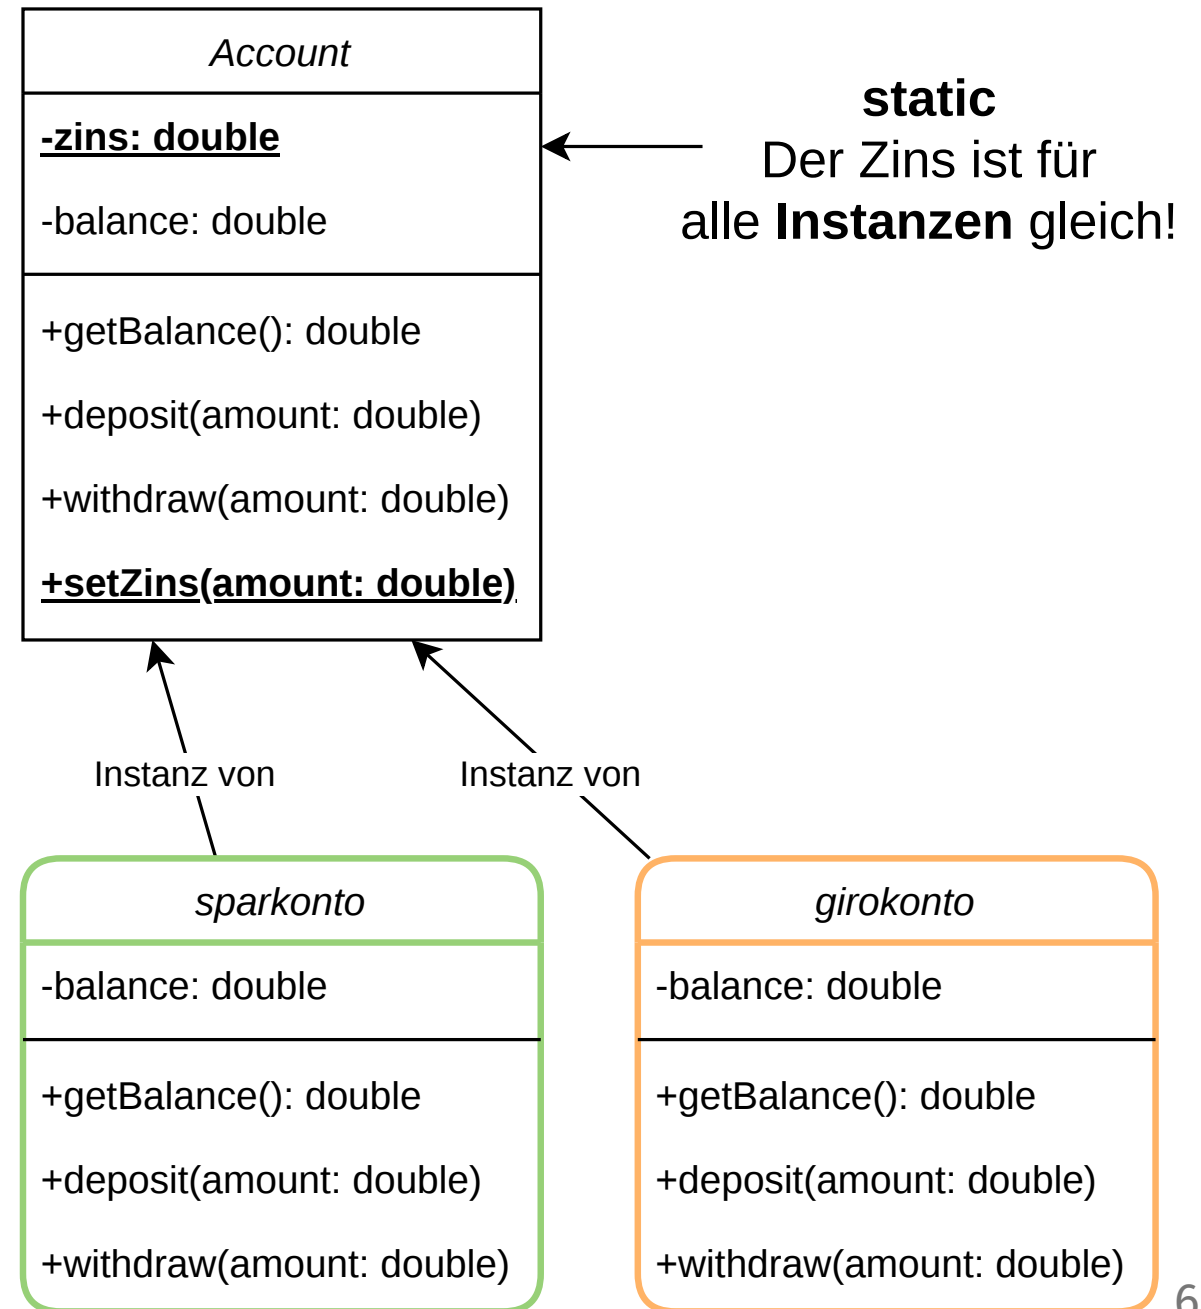 Account
-zins: double
-balance: double
+getBalance(): double
+deposit(amount: double)
+withdraw(amount: double)
+setZins(amount: double)
static
Der Zins ist für
alle Instanzen gleich!
Instanz von
Instanz von
sparkonto
-balance: double
+getBalance(): double
+deposit(amount: double)
+withdraw(amount: double)
girokonto
-balance: double
+getBalance(): double
+deposit(amount: double)
+withdraw(amount: double)
6